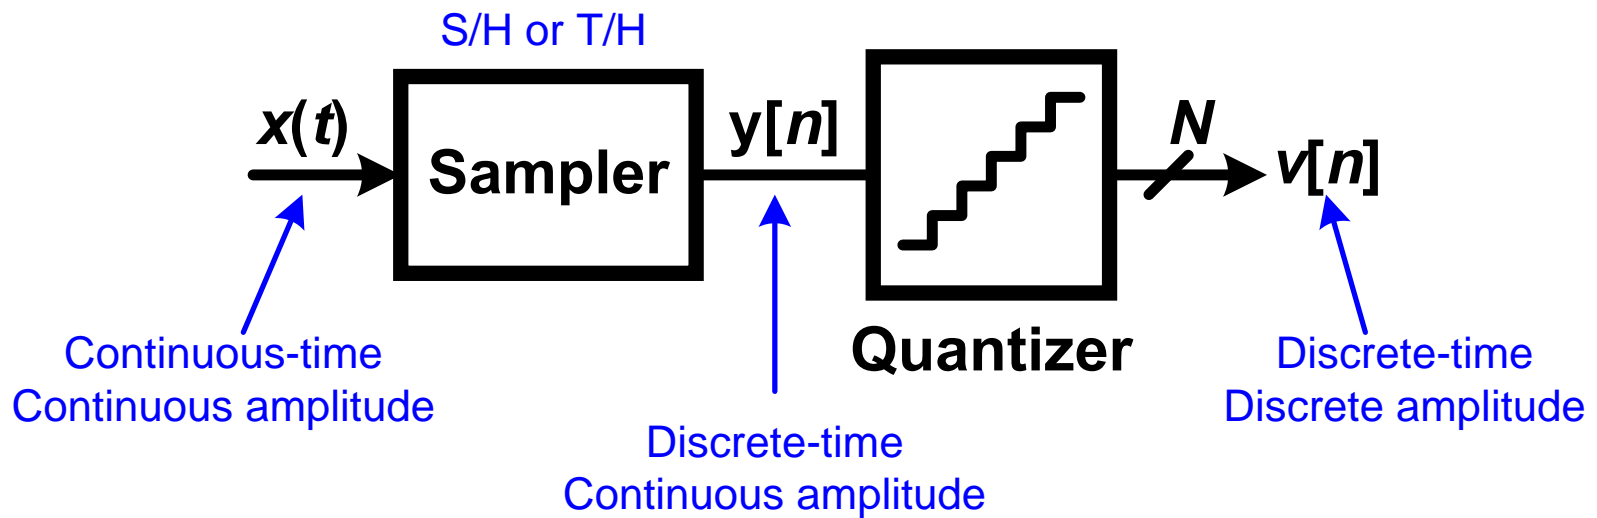 S/H or T/H
x(t)
Sampler
y[n]
N
v[n]
Quantizer
Continuous-time
Continuous amplitude
Discrete-time
Continuous amplitude
Discrete-time
Discrete amplitude